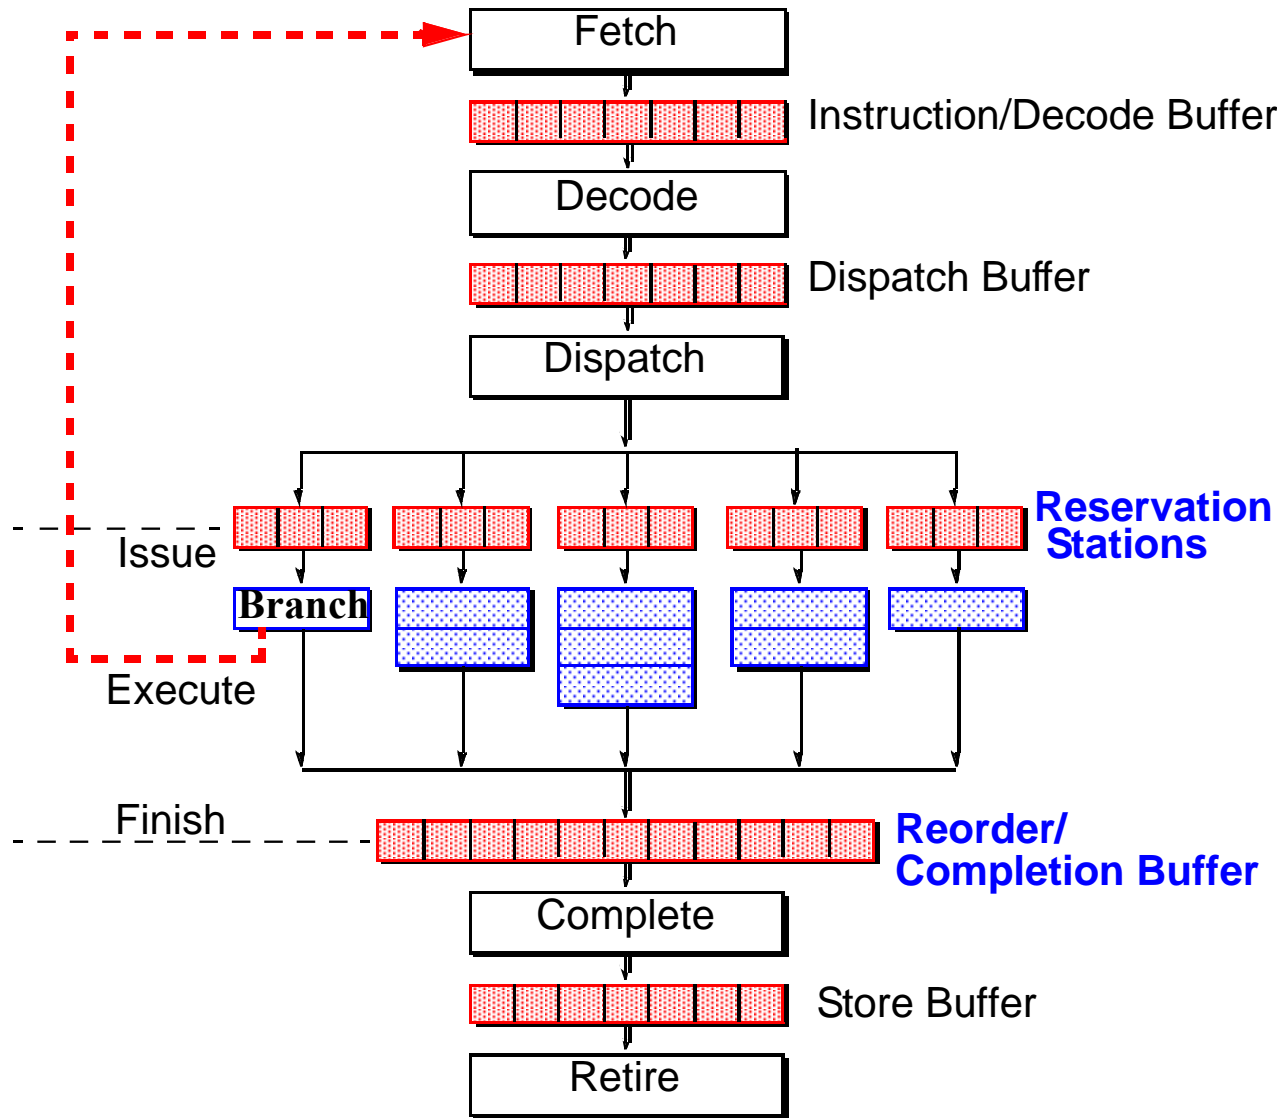 Fetch
Instruction/Decode Buffer
Decode
Dispatch Buffer
Dispatch
Reservation
Stations
Issue
Branch
Execute
Finish
Reorder/
Completion Buffer
Complete
Store Buffer
Retire